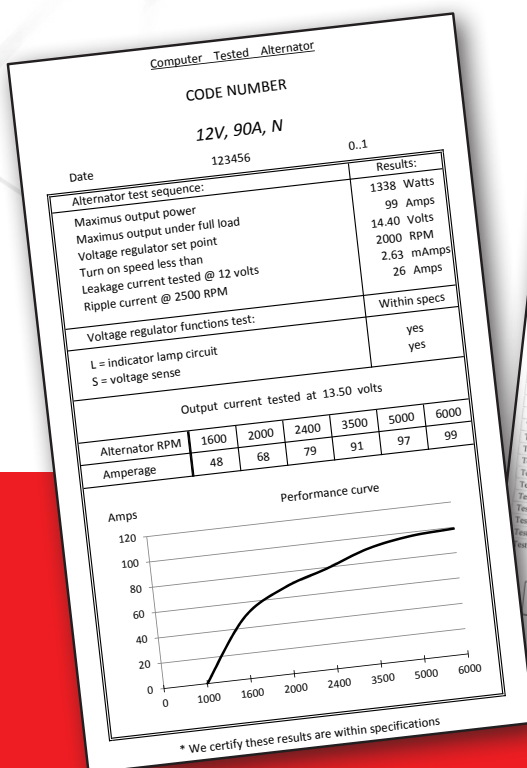 Computer Tested Alternator
CODE NUMBER
12V, 90A, N
Date 123456 0..1
Alternator test sequence: Results:
Maximus output power 1338 Watts
Maximus output under full load 99 Amps
Voltage regulator set point 14.40 Volts
Turn on speed less than 2000 RPM
Leakage current tested @ 12 volts 2.63 mAmps
Ripple current @ 2500 RPM 26 Amps
Voltage regulator functions test: Within specs
L = indicator lamp circuit yes
S = voltage sense yes
Output current tested at 13.50 volts
Alternator RPM 1600 2000 2400 3500 5000 6000
Amperage 48 68 79 91 97 99
Performance curve
Amps
120
100
80
60
40
20
0
0 1000 1600 2000 2400 3500 5000 6000
* We certify these results are within specifications